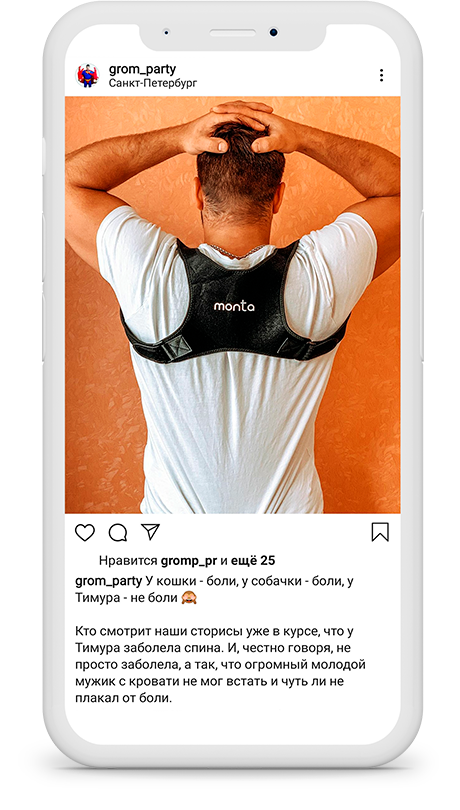 grom_party
Санкт-Петербург
monta
Нравится gromp_pr и ещё 25
grom_party У кошки - боли, у собачки - боли, у
Тимура - не боли 🙈
Кто смотрит наши сторисы уже в курсе, что у
Тимура заболела спина. И, честно говоря, не
просто заболела, а так, что огромный молодой
мужик с кровати не мог встать и чуть ли не
плакал от боли.